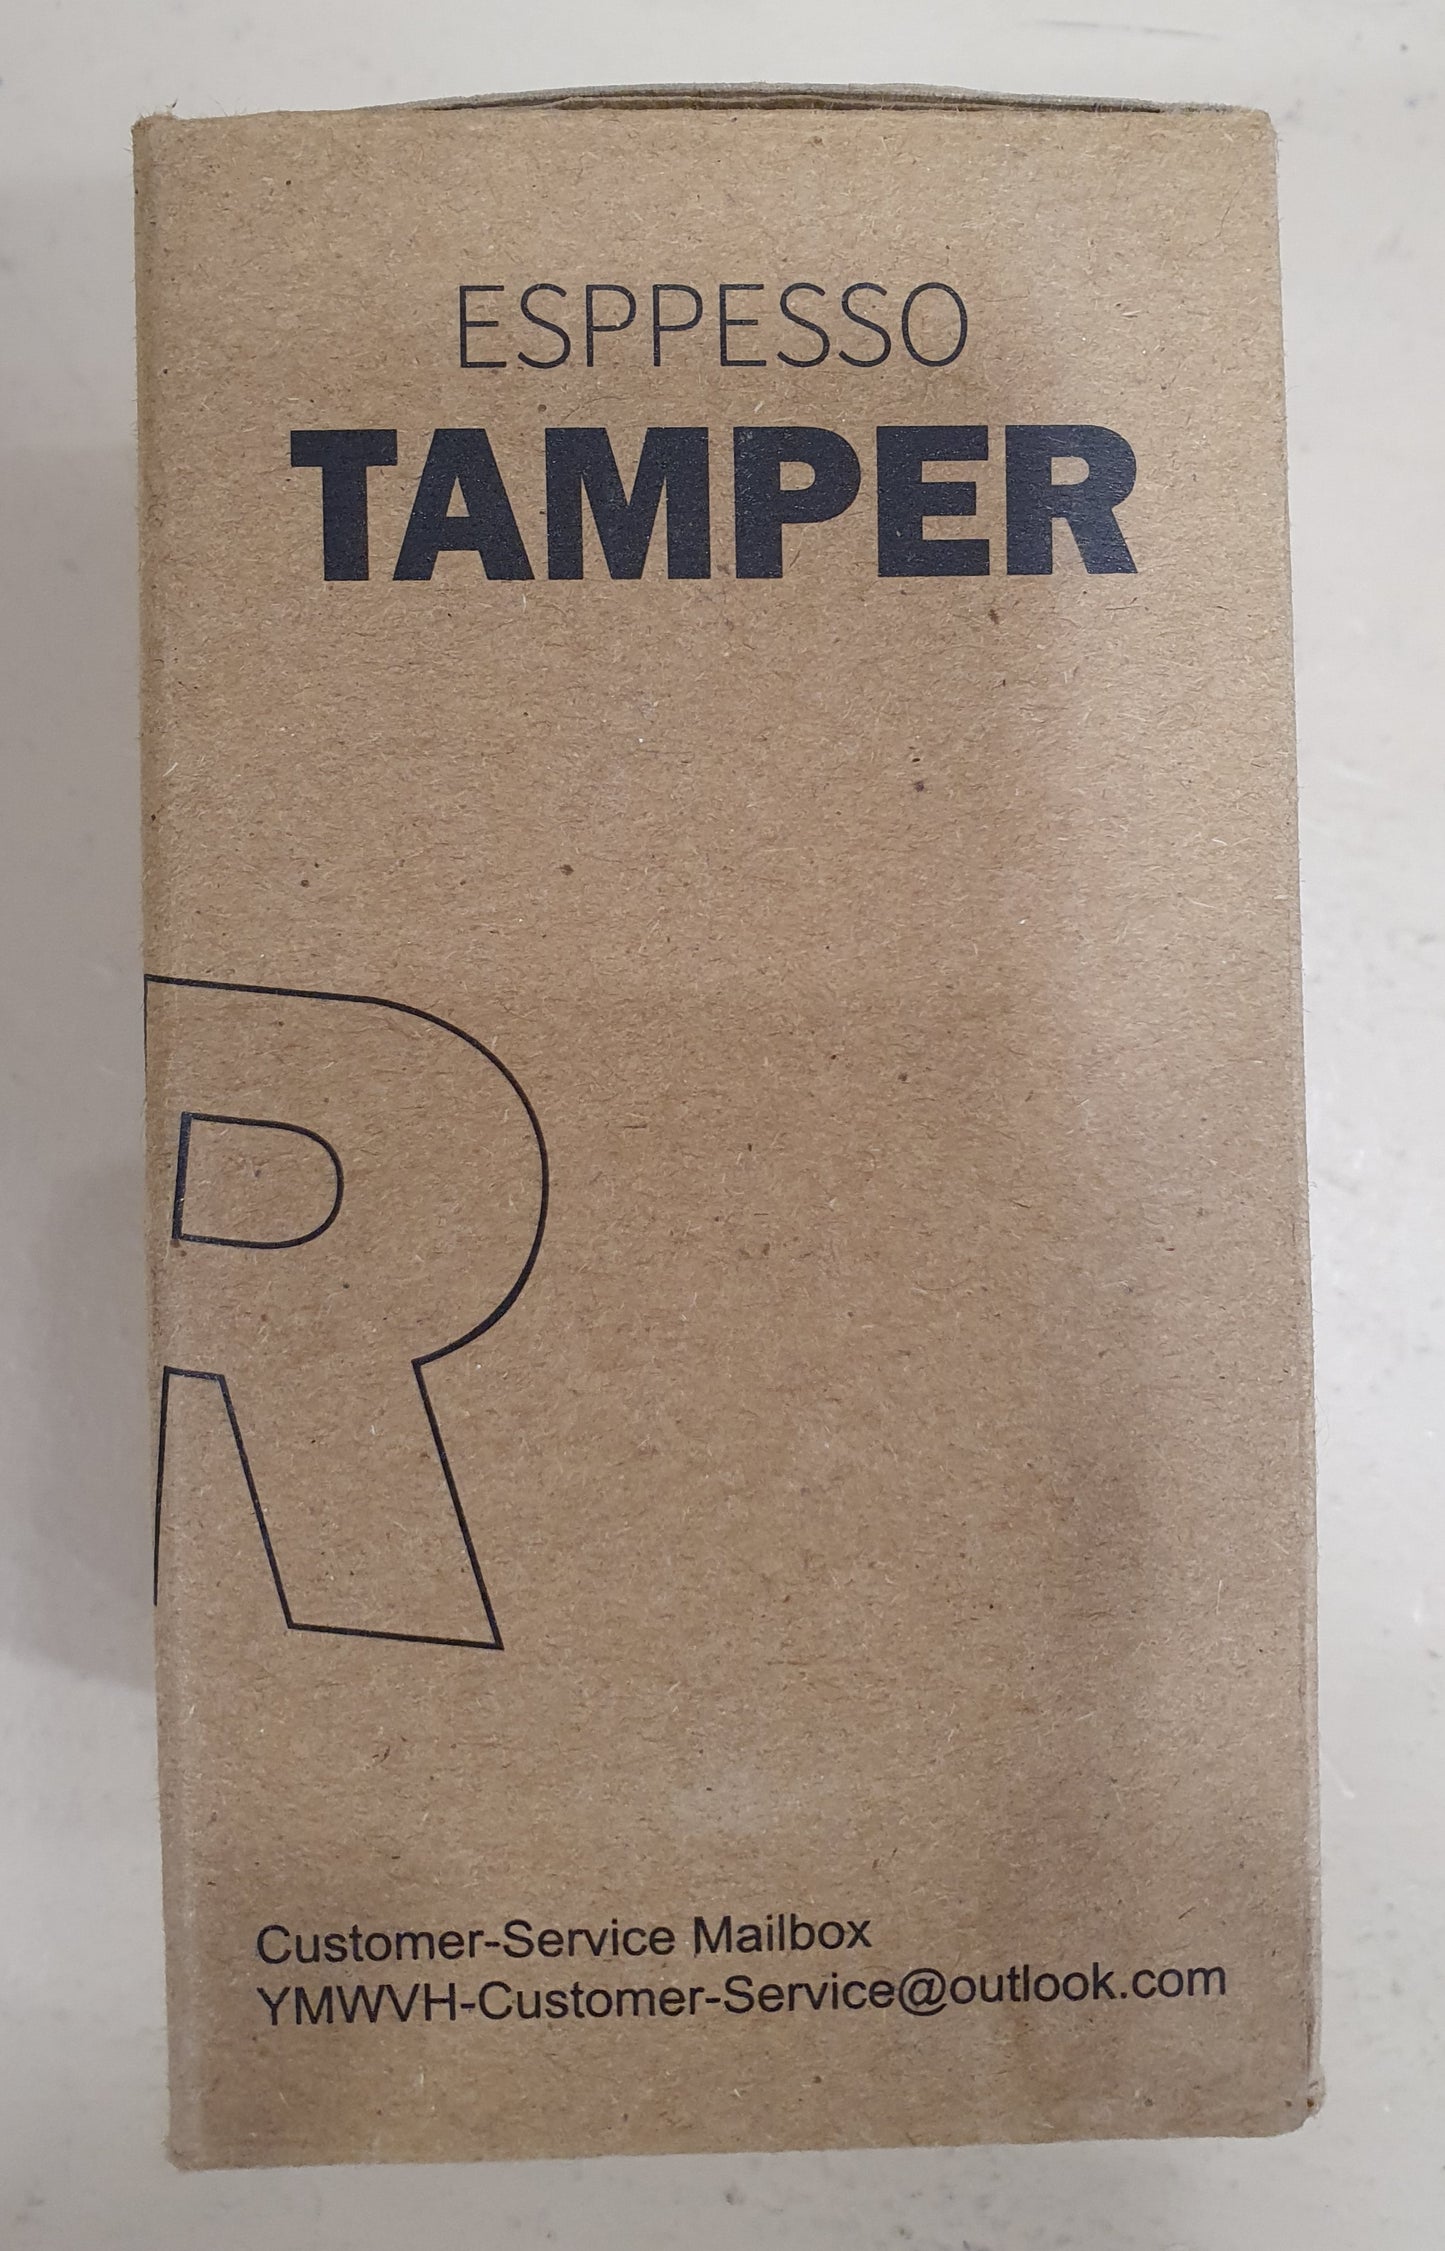 ESPPESSO
TAMPER
R
Customer-Service Mailbox
YMWVH-Customer-Service@outlook.com